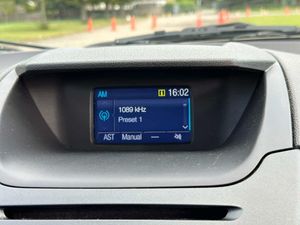 AM 16:02
1089 kHz
Preset 1
AST Manual —